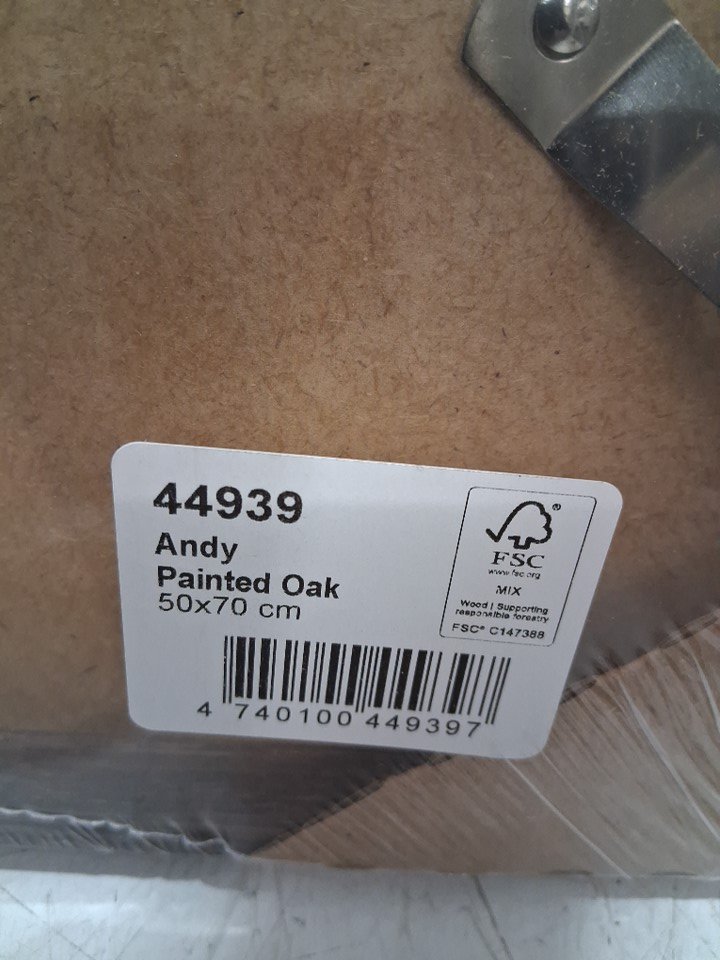 44939
Andy
Painted Oak
50x70 cm
®
FSC
www.fsc.org
MIX
Wood | Supporting
responsible forestry
FSC® C147388
4 740100 449397